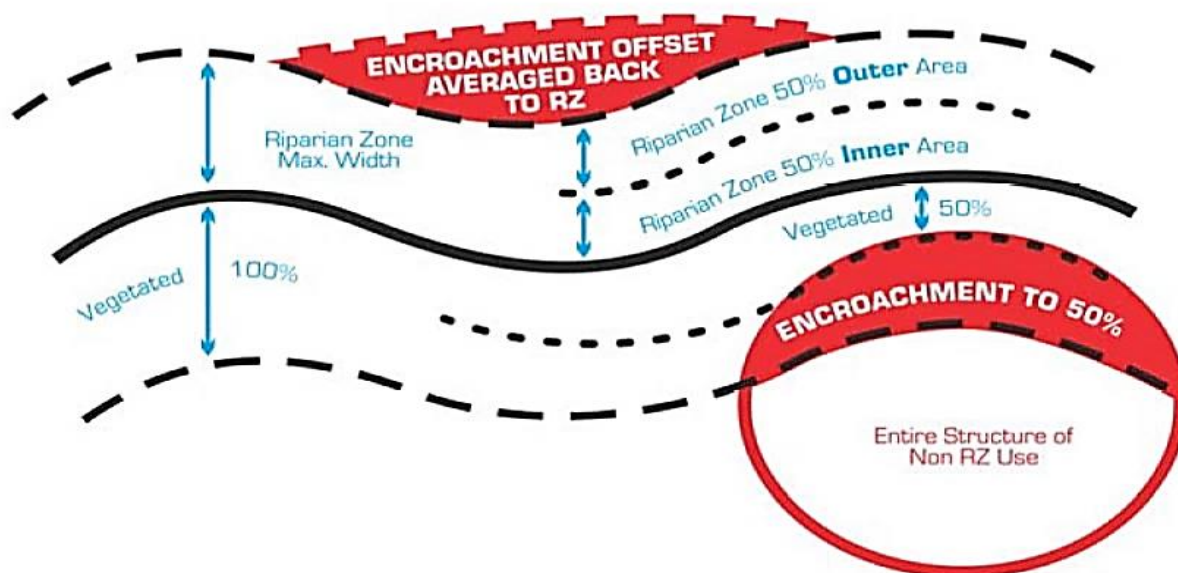 ENCROACHMENT OFFSET
AVERAGED BACK
TO RZ
Riparian Zone
Max. Width
Riparian Zone 50% Outer Area
Riparian Zone 50% Inner Area
Vegetated 50%
Vegetated 100%
ENCROACHMENT TO 50%
Entire Structure of
Non RZ Use